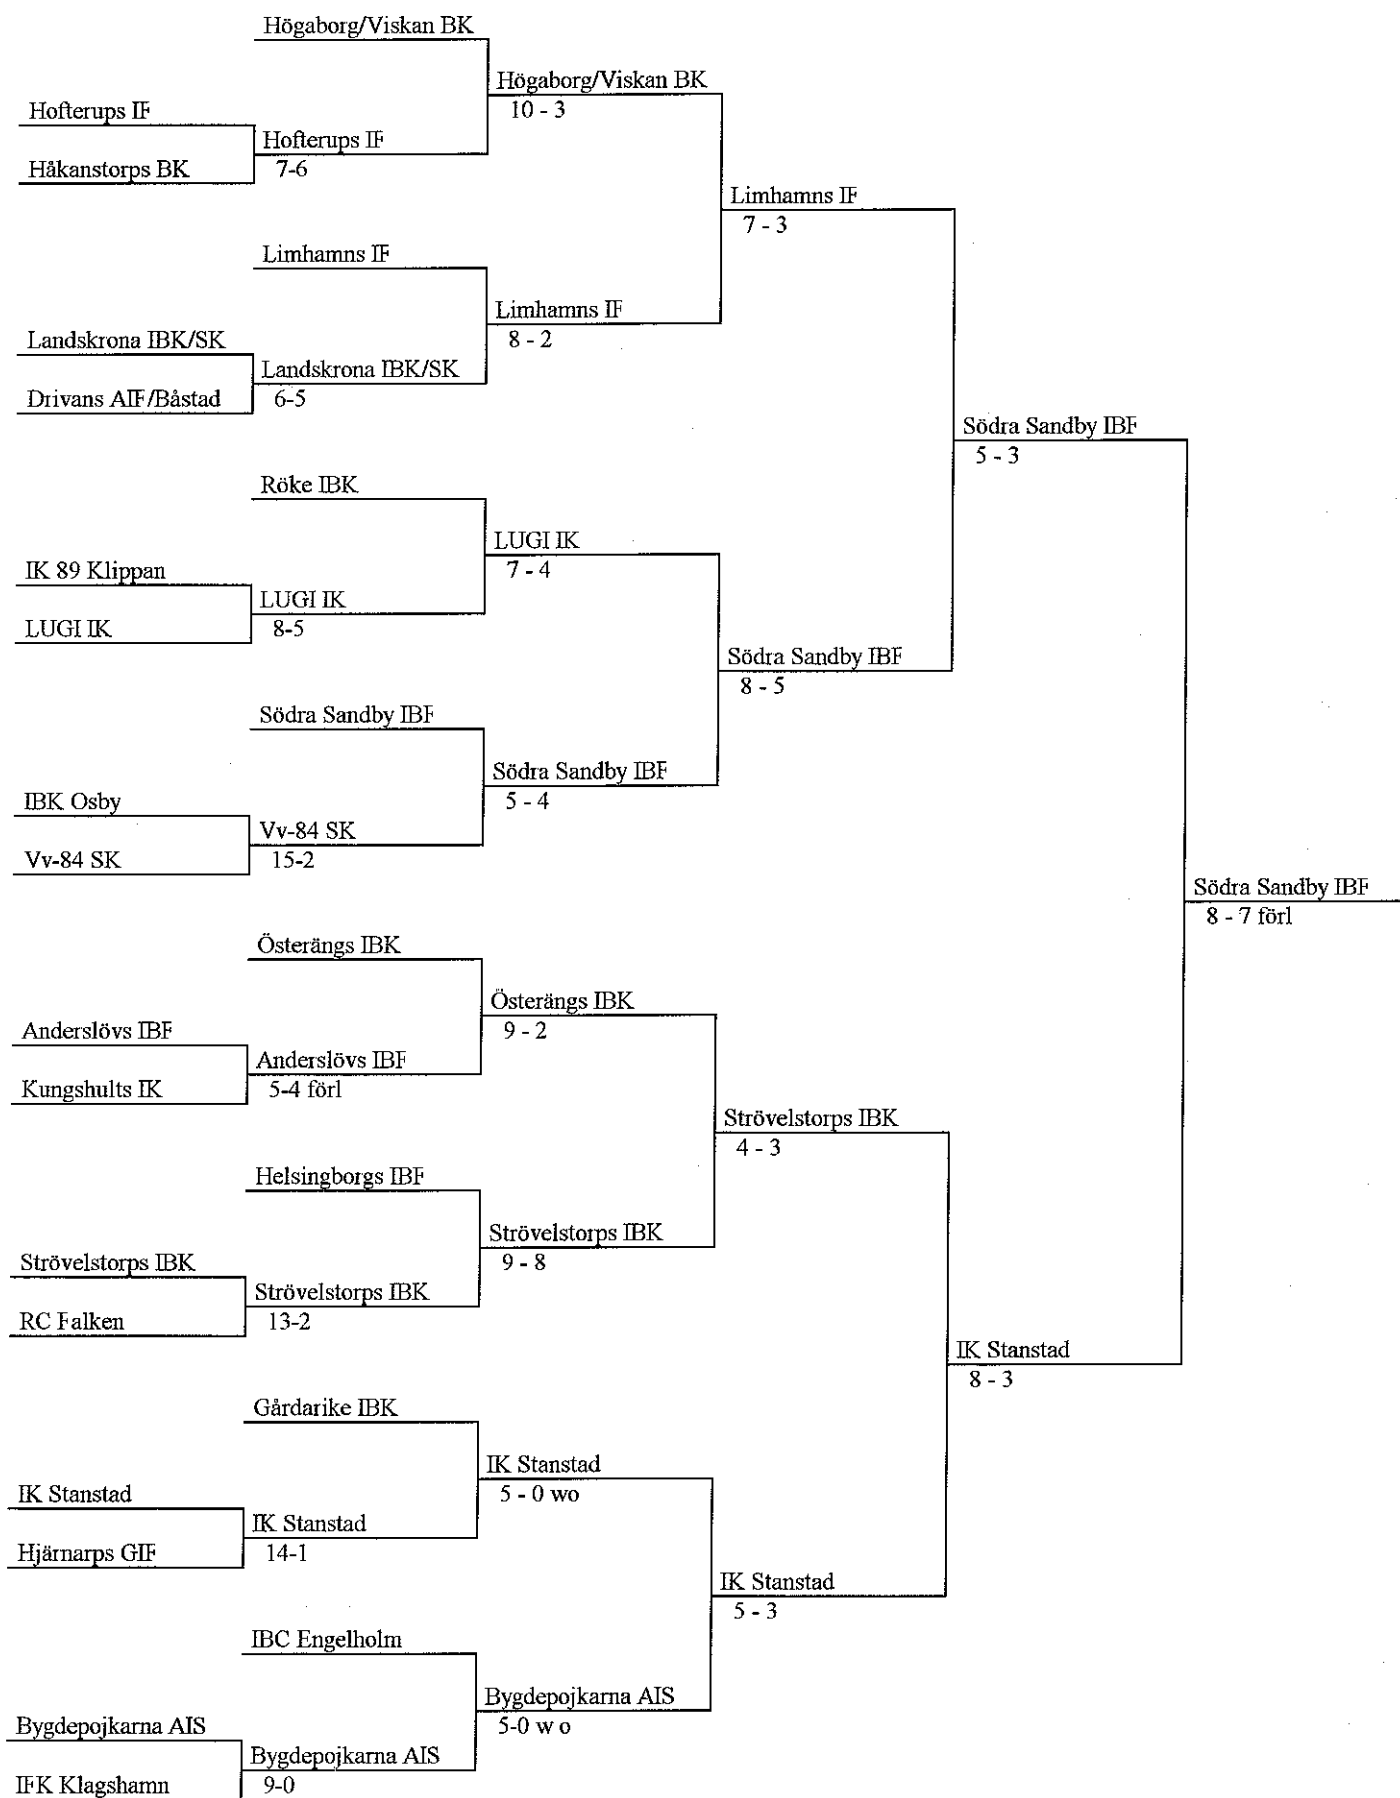 Högaborg/Viskan BK
Högaborg/Viskan BK
10 - 3
Hofterups IF
Hofterups IF
7-6
Håkanstorps BK
Limhamns IF
7 - 3
Limhamns IF
Limhamns IF
8 - 2
Landskrona IBK/SK
Landskrona IBK/SK
6-5
Drivans AIF/Båstad
Södra Sandby IBF
5 - 3
Röke IBK
LUGI IK
7 - 4
IK 89 Klippan
LUGI IK
8-5
LUGI IK
Södra Sandby IBF
8 - 5
Södra Sandby IBF
Södra Sandby IBF
5 - 4
IBK Osby
Vv-84 SK
15-2
Vv-84 SK
Södra Sandby IBF
8 - 7 förl
Österängs IBK
Österängs IBK
9 - 2
Anderslövs IBF
Anderslövs IBF
5-4 förl
Kungshults IK
Strövelstorps IBK
4 - 3
Helsingborgs IBF
Strövelstorps IBK
9 - 8
Strövelstorps IBK
Strövelstorps IBK
13-2
RC Falken
IK Stanstad
8 - 3
Gårdarike IBK
IK Stanstad
5 - 0 wo
IK Stanstad
IK Stanstad
14-1
Hjärnarps GIF
IK Stanstad
5 - 3
IBC Engelholm
Bygdepojkarna AIS
5-0 w o
Bygdepojkarna AIS
Bygdepojkarna AIS
9-0
IFK Klagshamn